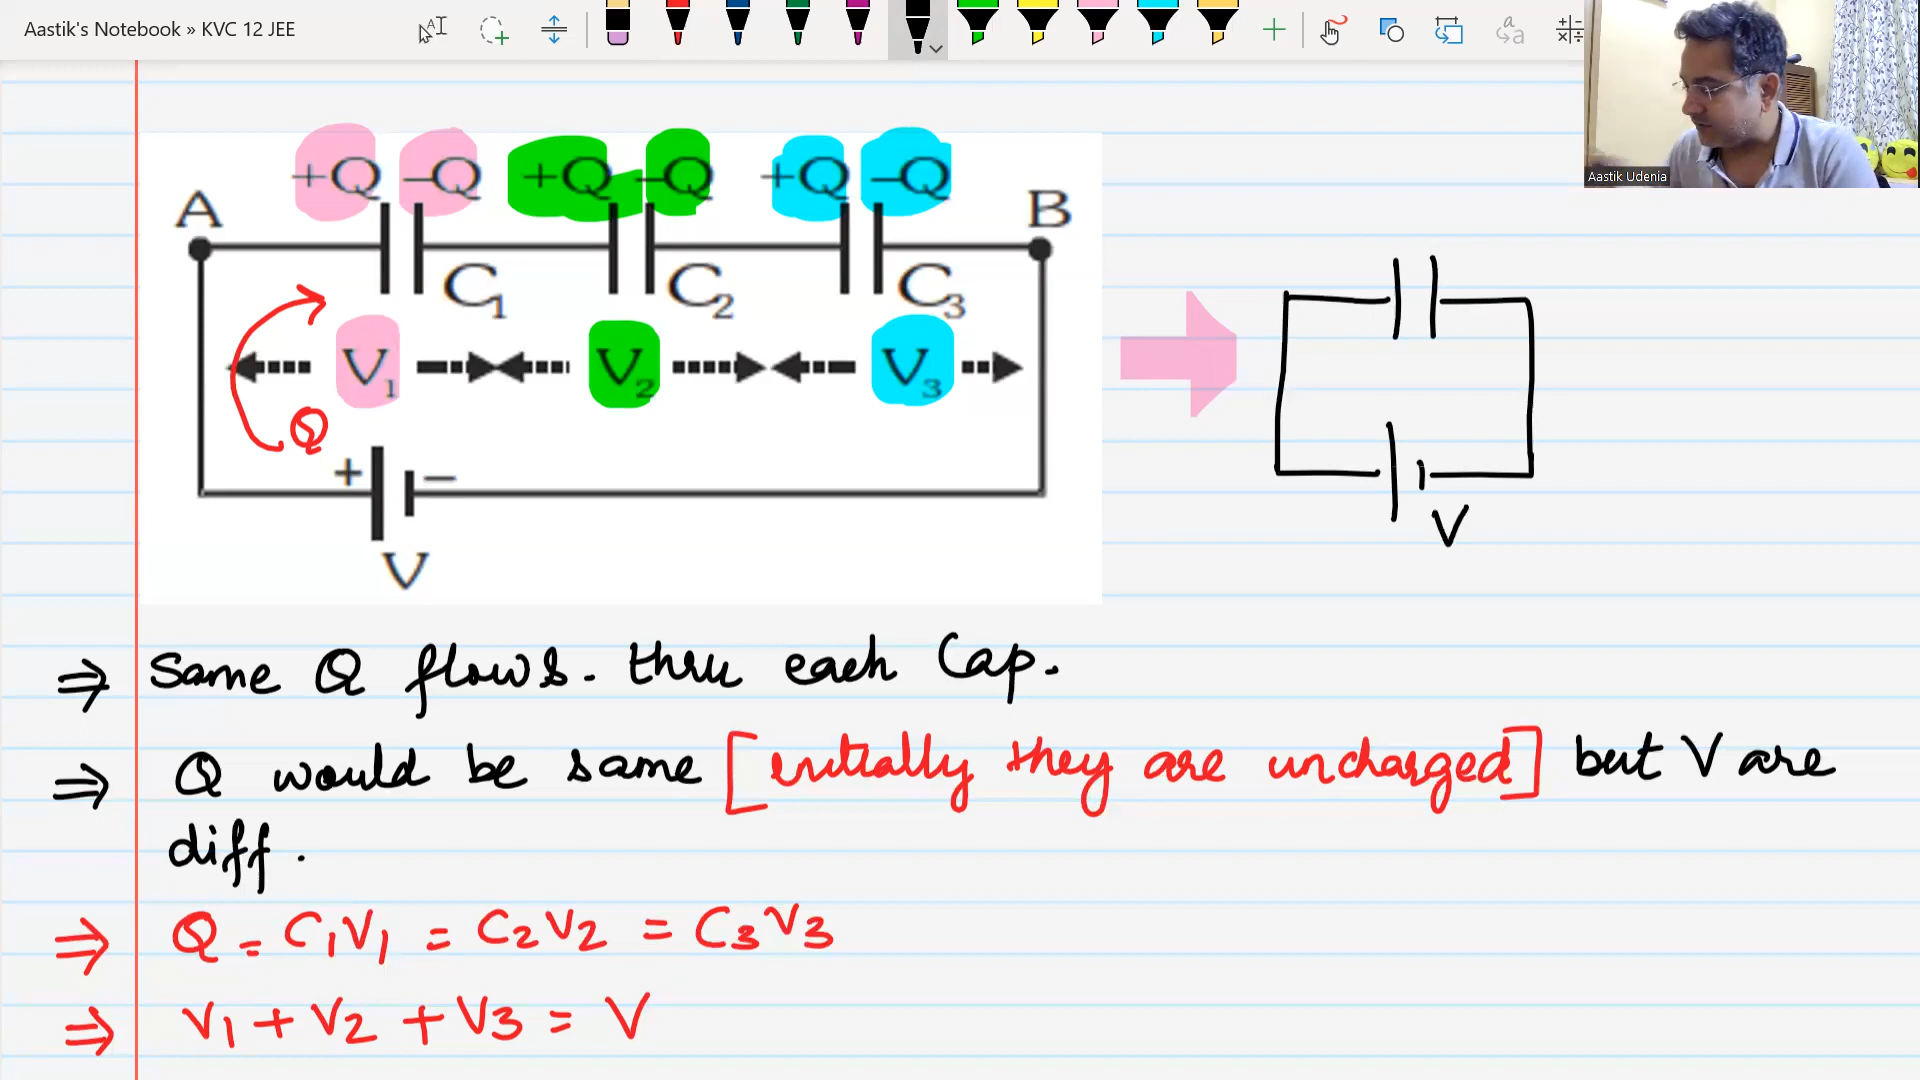 Aastik's Notebook » KVC 12 JEE
Aastik Udenia
+Q -Q +Q -Q +Q -Q
A B
C1 C2 C3
V1 V2 V3
Q
+ -
V
V
⇒ Same Q flows. thru each Cap.
⇒ Q would be same [initially they are uncharged] but V are
diff.
⇒ Q = C1V1 = C2V2 = C3V3
⇒ V1 + V2 + V3 = V